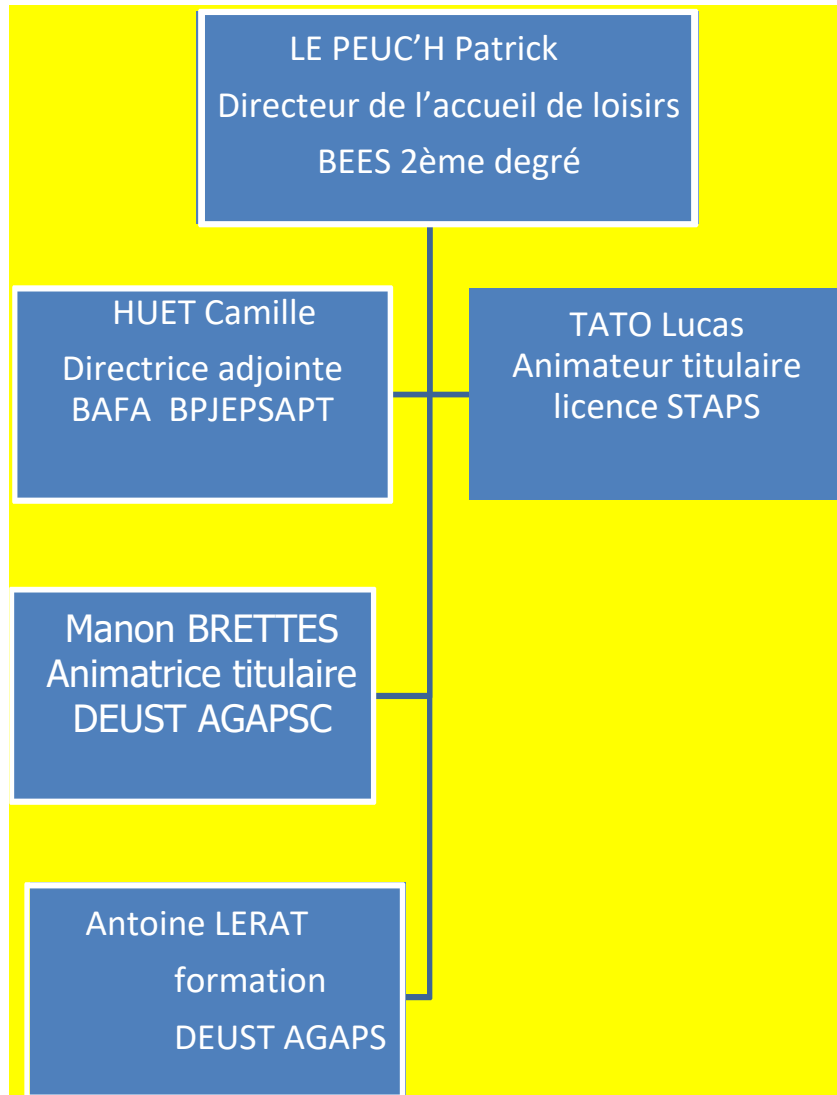 LE PEUC’H Patrick
Directeur de l’accueil de loisirs
BEES 2ème degré
HUET Camille
Directrice adjointe
BAFA  BPJEPSAPT
TATO Lucas
Animateur titulaire
licence STAPS
Manon BRETTES
Animatrice titulaire
DEUST AGAPSC
Antoine LERAT
formation
DEUST AGAPS